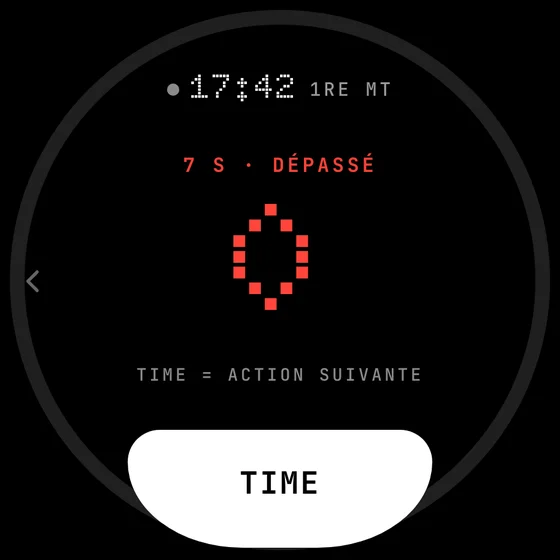 17:42 1RE MT
7 S · DÉPASSÉ
0
TIME = ACTION SUIVANTE
TIME